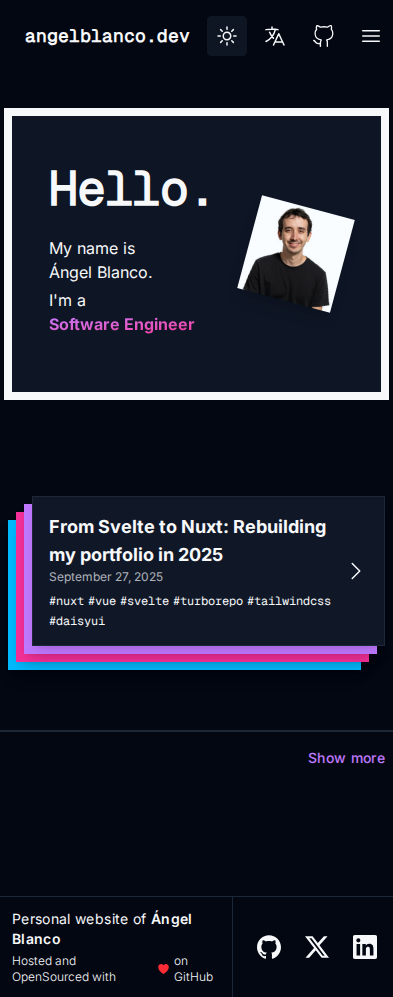 angelblanco.dev
Hello.
My name is
Ángel Blanco.
I'm a
Software Engineer
From Svelte to Nuxt: Rebuilding
my portfolio in 2025
September 27, 2025
#nuxt #vue #svelte #turborepo #tailwindcss
#daisyui
Show more
Personal website of Ángel
Blanco
Hosted and
OpenSourced with
on
GitHub